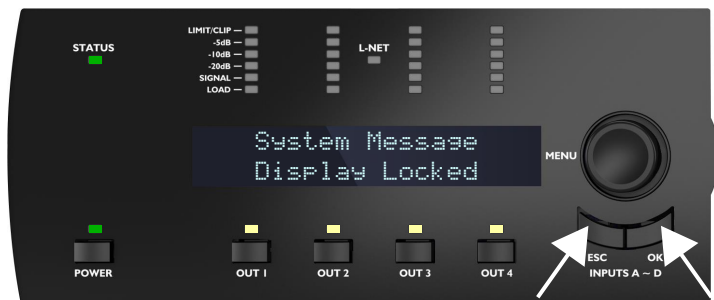 LIMIT/CLIP
-5dB
STATUS
L-NET
-10dB
-20dB
SIGNAL
LOAD
System Message
Display Locked
MENU
ESC OK
INPUTS A ~ D
POWER OUT 1 OUT 2 OUT 3 OUT 4